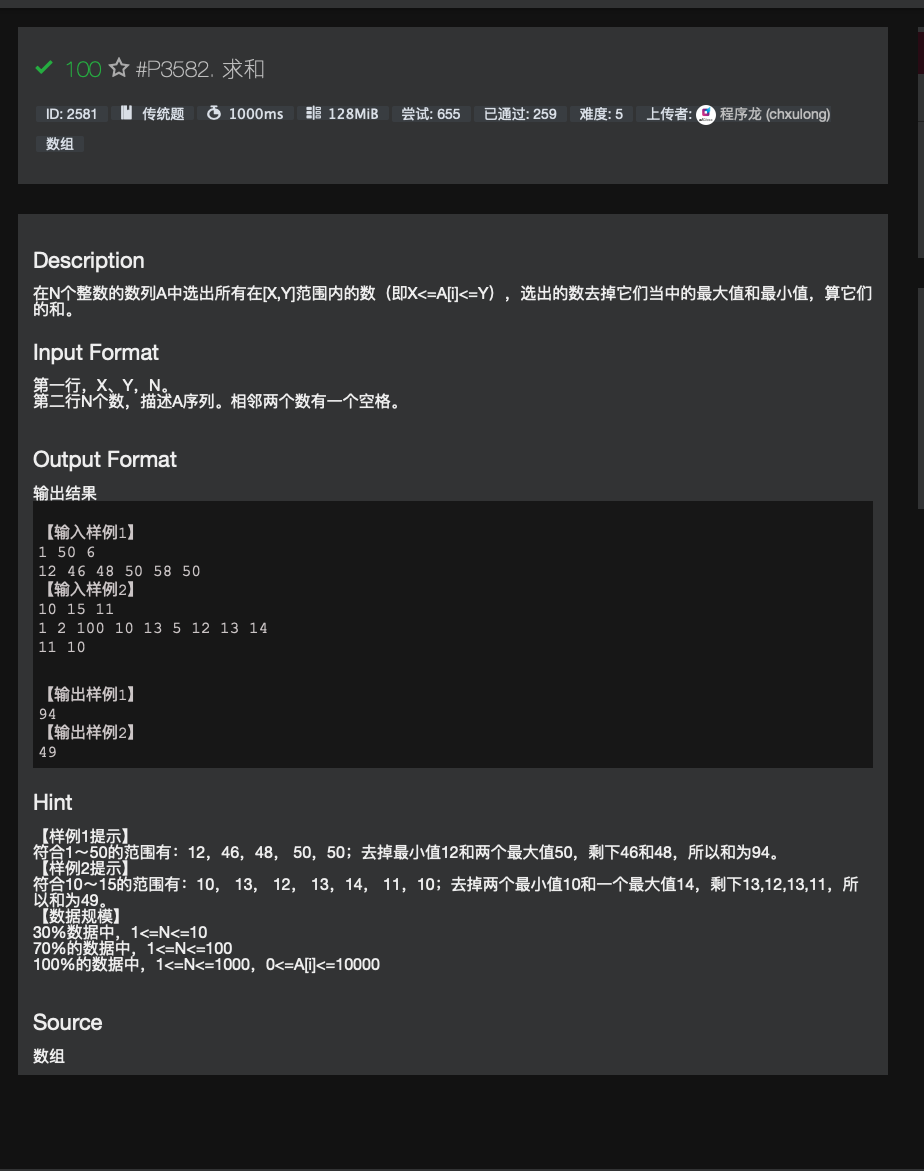 100 #P3582. 求和
ID: 2581 传统题 1000ms 128MiB 尝试: 655 已通过: 259 难度: 5 上传者: 程序龙 (chxulong)
数组
Description
在N个整数的数列A中选出所有在[X,Y]范围内的数（即X<=A[i]<=Y），选出的数去掉它们当中的最大值和最小值，算它们
的和。
Input Format
第一行，X、Y，N。
第二行N个数，描述A序列。相邻两个数有一个空格。
Output Format
输出结果
【输入样例1】
1 50 6
12 46 48 50 58 50
【输入样例2】
10 15 11
1 2 100 10 13 5 12 13 14
11 10
【输出样例1】
94
【输出样例2】
49
Hint
【样例1提示】
符合1～50的范围有：12，46，48， 50，50；去掉最小值12和两个最大值50，剩下46和48，所以和为94。
【样例2提示】
符合10～15的范围有：10， 13， 12， 13，14， 11，10；去掉两个最小值10和一个最大值14，剩下13,12,13,11，所
以和为49。
【数据规模】
30%数据中，1<=N<=10
70%的数据中，1<=N<=100
100%的数据中，1<=N<=1000，0<=A[i]<=10000
Source
数组